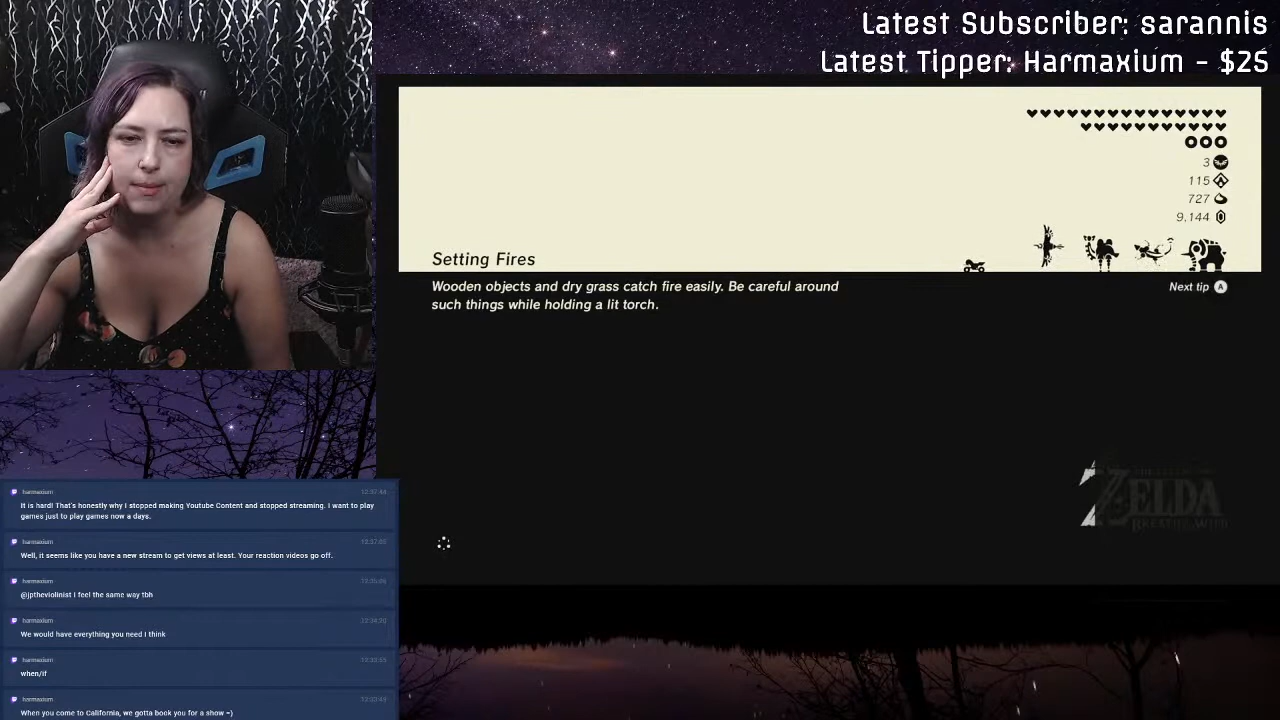 Latest Subscriber: sarannis
Latest Tipper: Harmaxium - $25
3
115
727
9,144
Setting Fires
Wooden objects and dry grass catch fire easily. Be careful around
such things while holding a lit torch.
Next tip A
ZELDA
harmaxium
It is hard! That's honestly why I stopped making Youtube Content and stopped streaming. I want to play
games just to play games now a days.
harmaxium
Well, it seems like you have a new stream to get views at least. Your reaction videos go off.
harmaxium
@jptheviolinist i feel the same way tbh
harmaxium
We would have everything you need I think
harmaxium
when/if
harmaxium
When you come to California, we gotta book you for a show =)